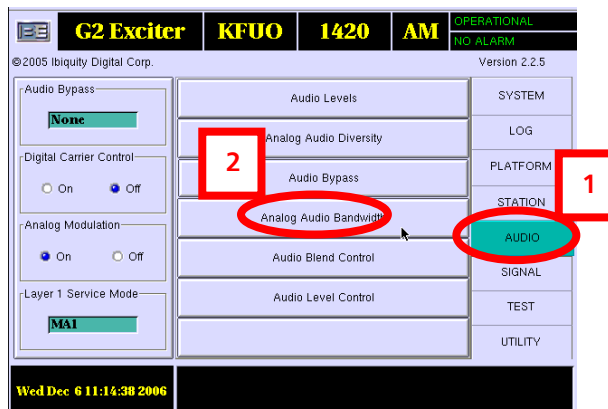 G2 Exciter KFUO 1420 AM OPERATIONAL
NO ALARM
©2005 Ibiquity Digital Corp. Version 2.2.5
Audio Bypass
None
Digital Carrier Control
On Off
Analog Modulation
On Off
Layer 1 Service Mode
MA1
Audio Levels
Analog Audio Diversity
Audio Bypass
Analog Audio Bandwidth
Audio Blend Control
Audio Level Control
2
SYSTEM
LOG
PLATFORM
STATION
AUDIO
SIGNAL
TEST
UTILITY
1
Wed Dec 6 11:14:38 2006